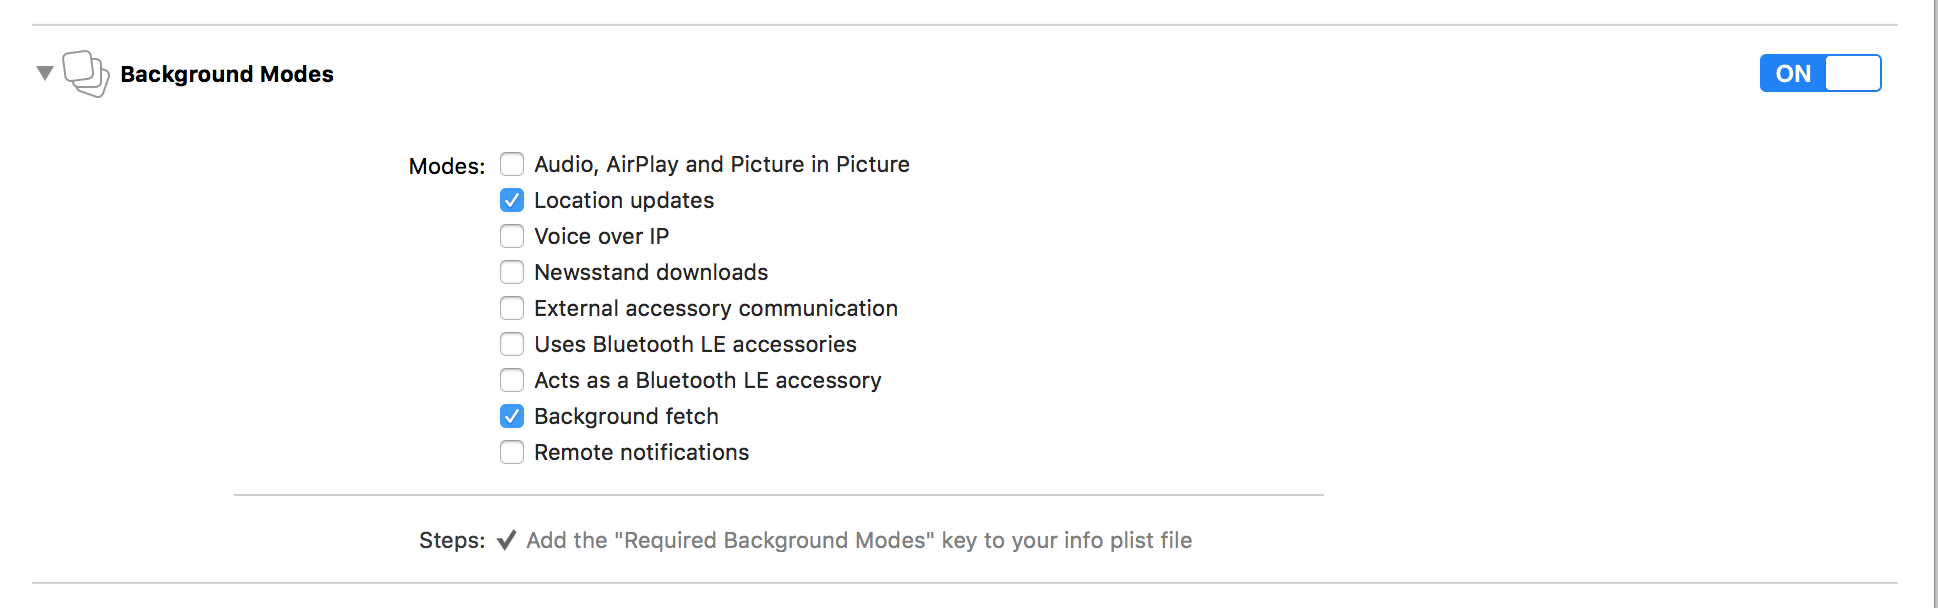 Background Modes
ON
Modes: Audio, AirPlay and Picture in Picture
Location updates
Voice over IP
Newsstand downloads
External accessory communication
Uses Bluetooth LE accessories
Acts as a Bluetooth LE accessory
Background fetch
Remote notifications
Steps: Add the "Required Background Modes" key to your info plist file